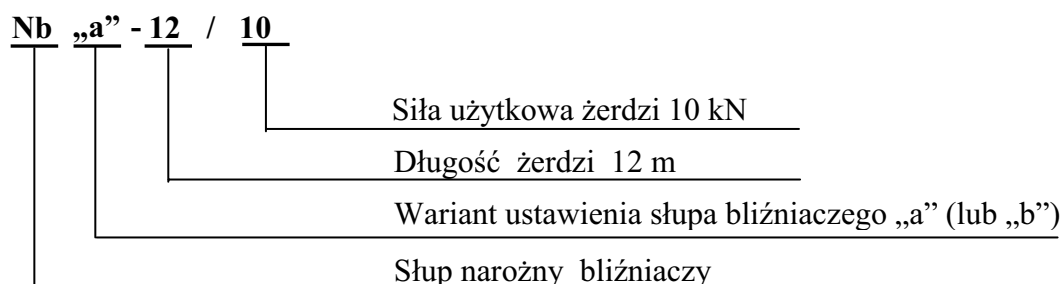 Nb „a” - 12 / 10
Siła użytkowa żerdzi 10 kN
Długość żerdzi 12 m
Wariant ustawienia słupa bliźniaczego „a” (lub „b”)
Słup narożny bliźniaczy